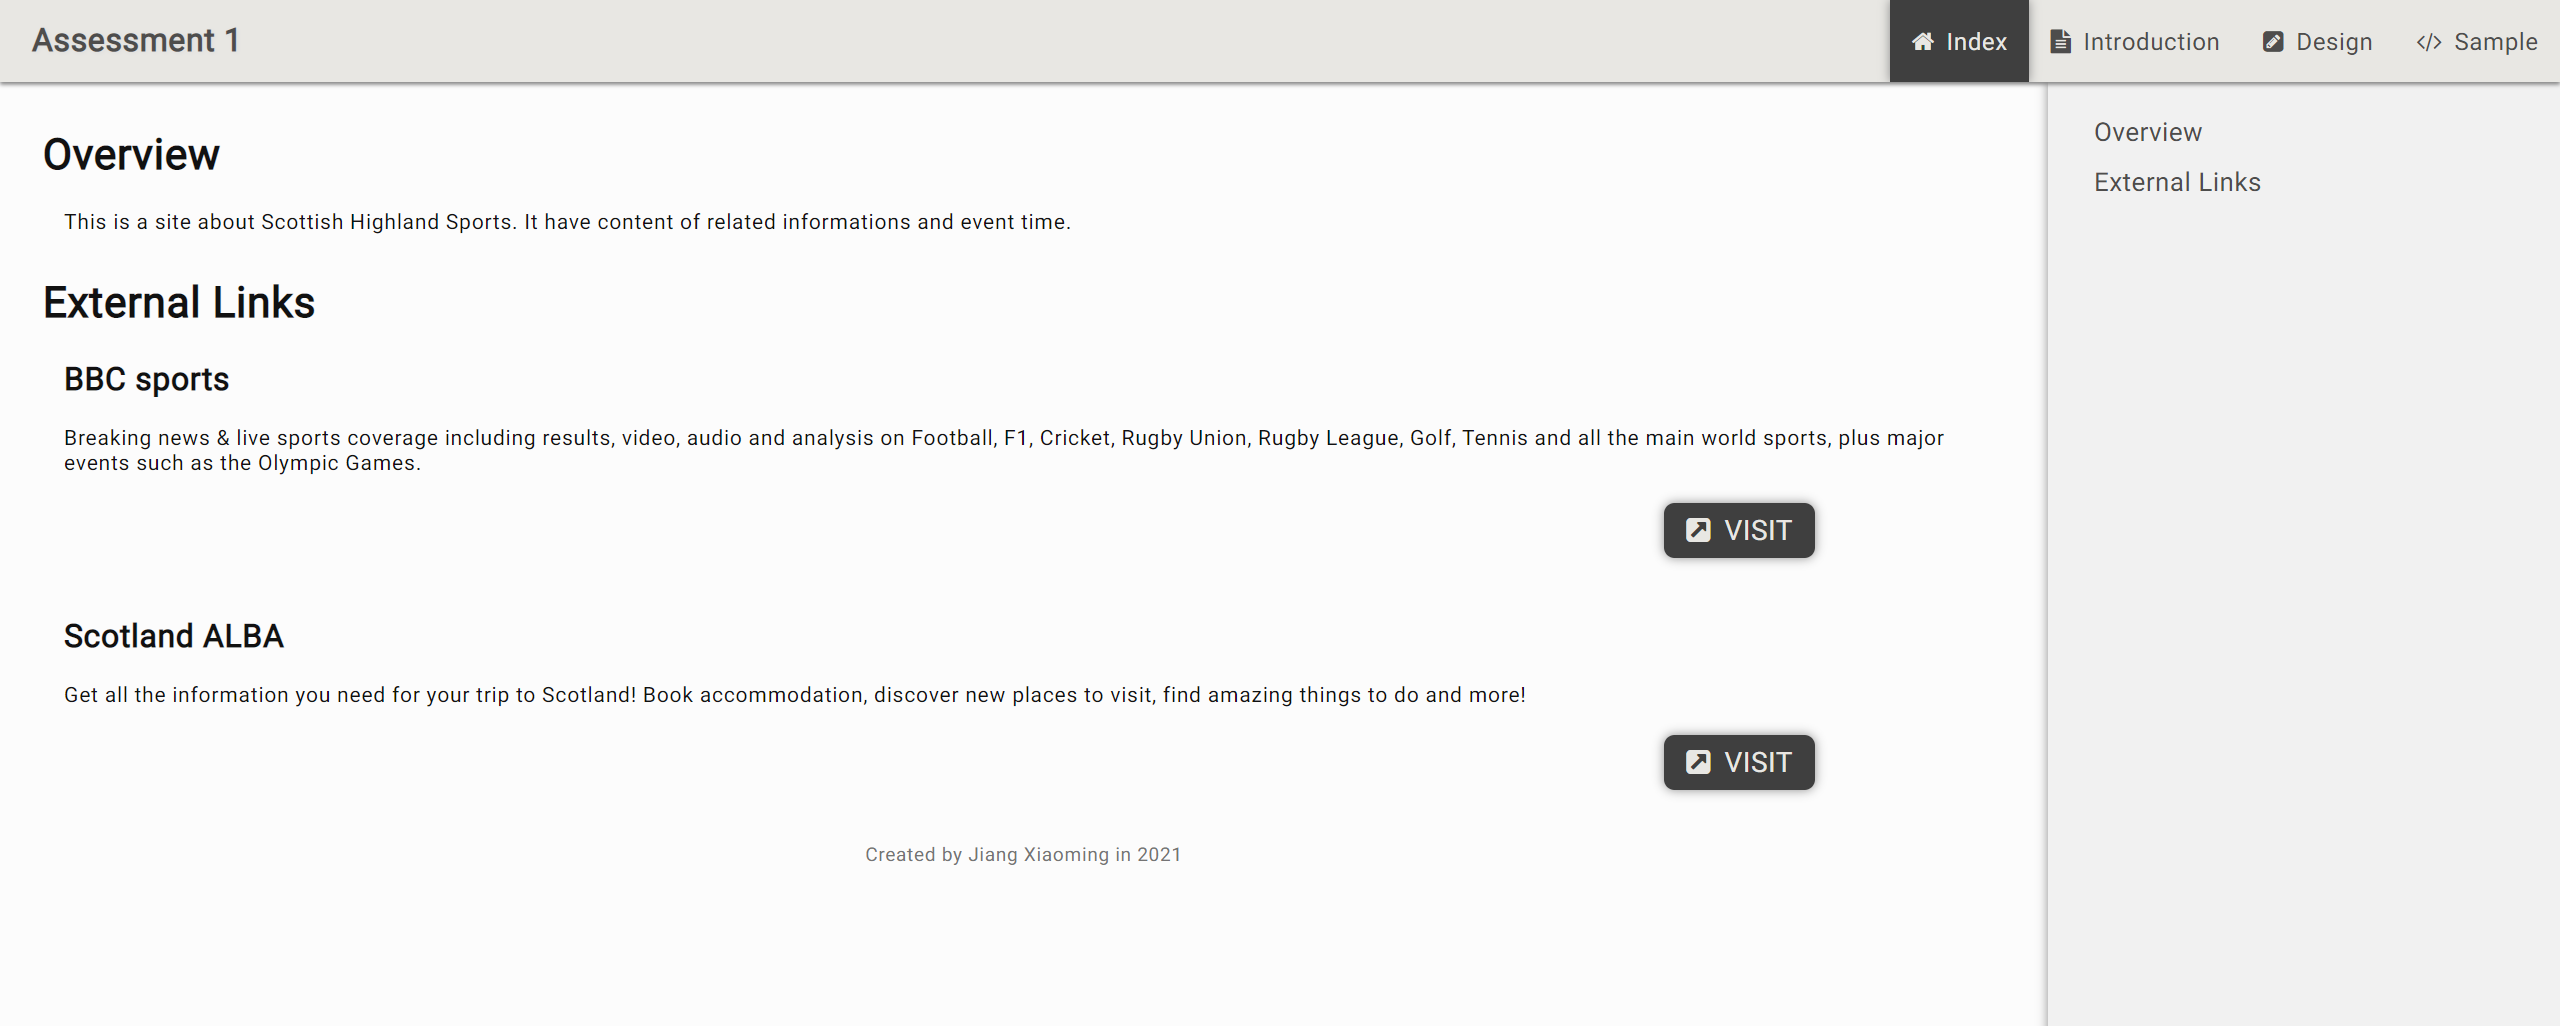 Assessment 1
Index
Introduction
Design
Sample
Overview
This is a site about Scottish Highland Sports. It have content of related informations and event time.
External Links
BBC sports
Breaking news & live sports coverage including results, video, audio and analysis on Football, F1, Cricket, Rugby Union, Rugby League, Golf, Tennis and all the main world sports, plus major
events such as the Olympic Games.
VISIT
Scotland ALBA
Get all the information you need for your trip to Scotland! Book accommodation, discover new places to visit, find amazing things to do and more!
VISIT
Created by Jiang Xiaoming in 2021
Overview
External Links